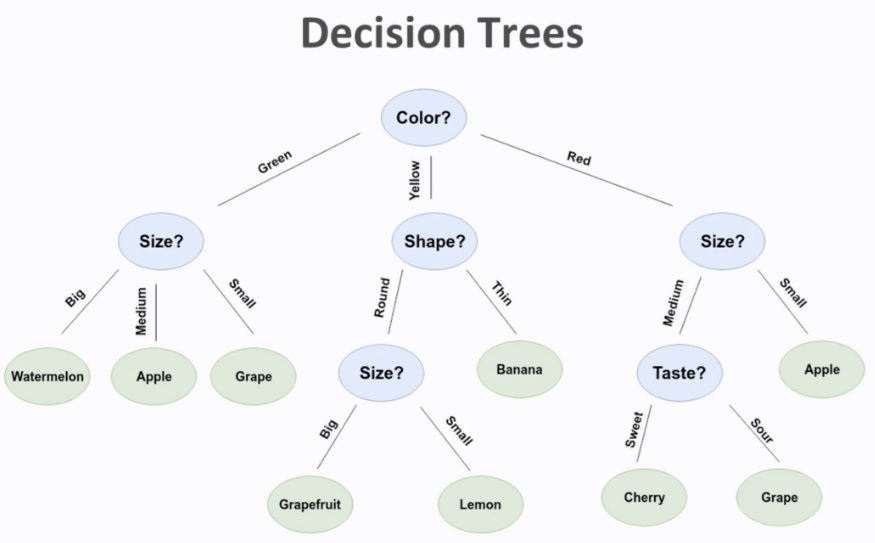 Decision Trees
Color?
Green
Yellow
Red
Size?
Shape?
Size?
Big
Medium
Small
Round
Thin
Medium
Small
Watermelon
Apple
Grape
Size?
Banana
Taste?
Apple
Big
Small
Sweet
Sour
Grapefruit
Lemon
Cherry
Grape